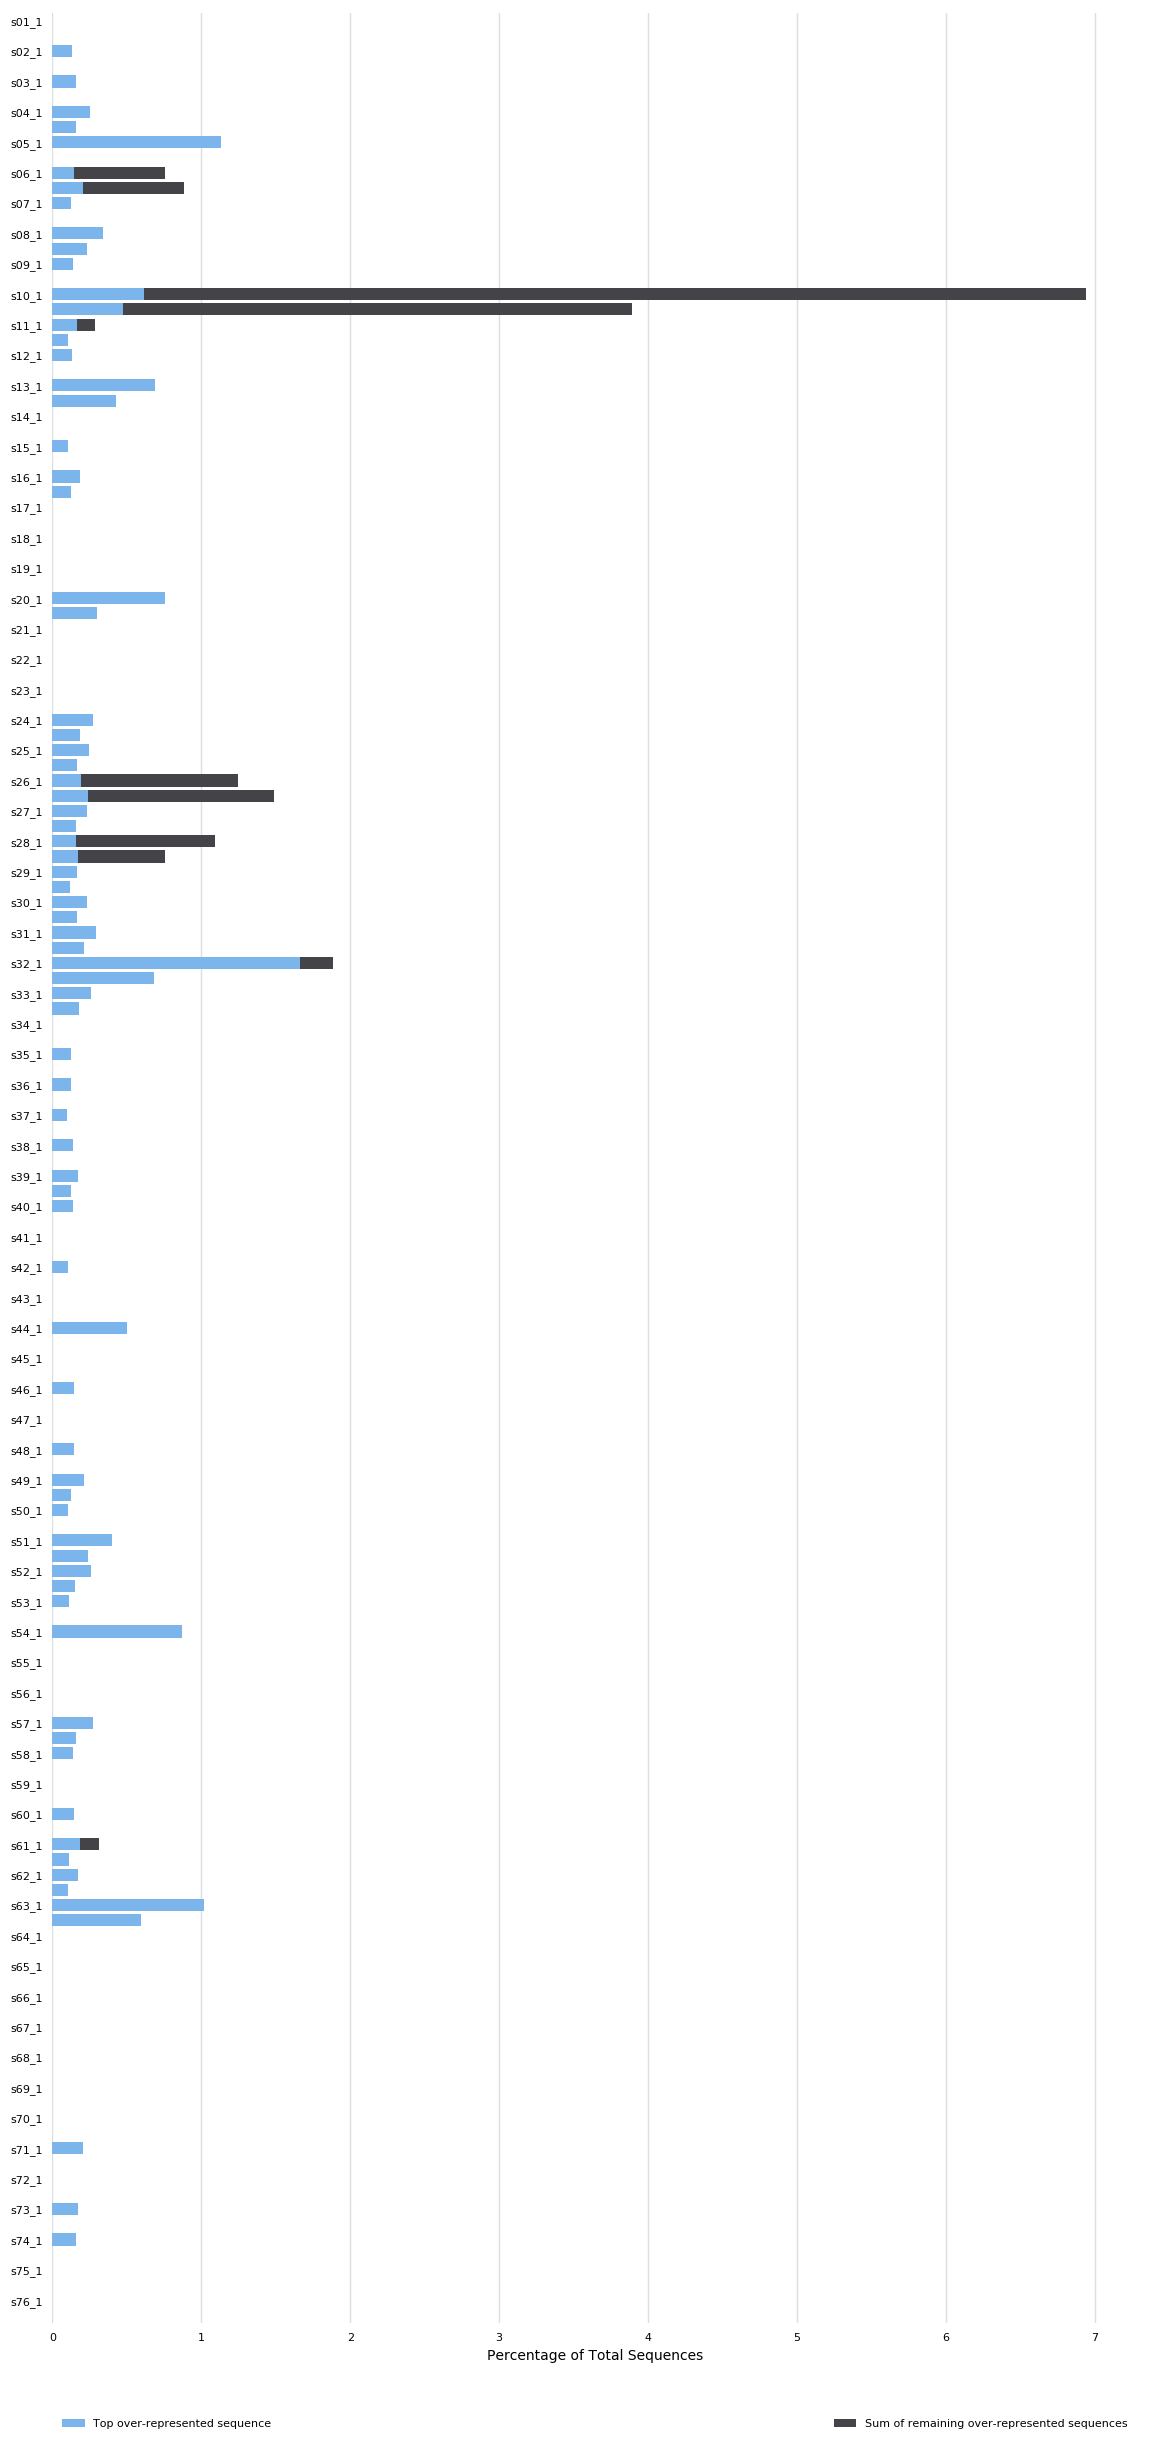 s01_1
s02_1
s03_1
s04_1
s05_1
s06_1
s07_1
s08_1
s09_1
s10_1
s11_1
s12_1
s13_1
s14_1
s15_1
s16_1
s17_1
s18_1
s19_1
s20_1
s21_1
s22_1
s23_1
s24_1
s25_1
s26_1
s27_1
s28_1
s29_1
s30_1
s31_1
s32_1
s33_1
s34_1
s35_1
s36_1
s37_1
s38_1
s39_1
s40_1
s41_1
s42_1
s43_1
s44_1
s45_1
s46_1
s47_1
s48_1
s49_1
s50_1
s51_1
s52_1
s53_1
s54_1
s55_1
s56_1
s57_1
s58_1
s59_1
s60_1
s61_1
s62_1
s63_1
s64_1
s65_1
s66_1
s67_1
s68_1
s69_1
s70_1
s71_1
s72_1
s73_1
s74_1
s75_1
s76_1
0 1 2 3 4 5 6 7
Percentage of Total Sequences
Top over-represented sequence
Sum of remaining over-represented sequences